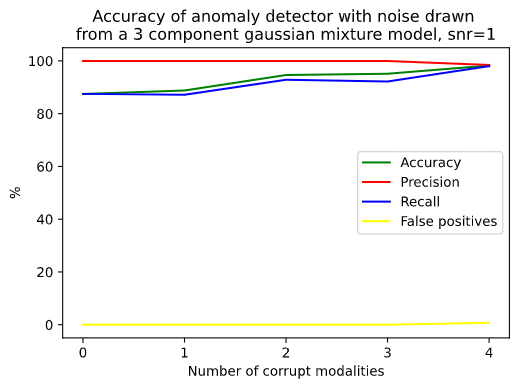 Accuracy of anomaly detector with noise drawn
from a 3 component gaussian mixture model, snr=1
100
80
60
40
20
0
%
Accuracy
Precision
Recall
False positives
0 1 2 3 4
Number of corrupt modalities